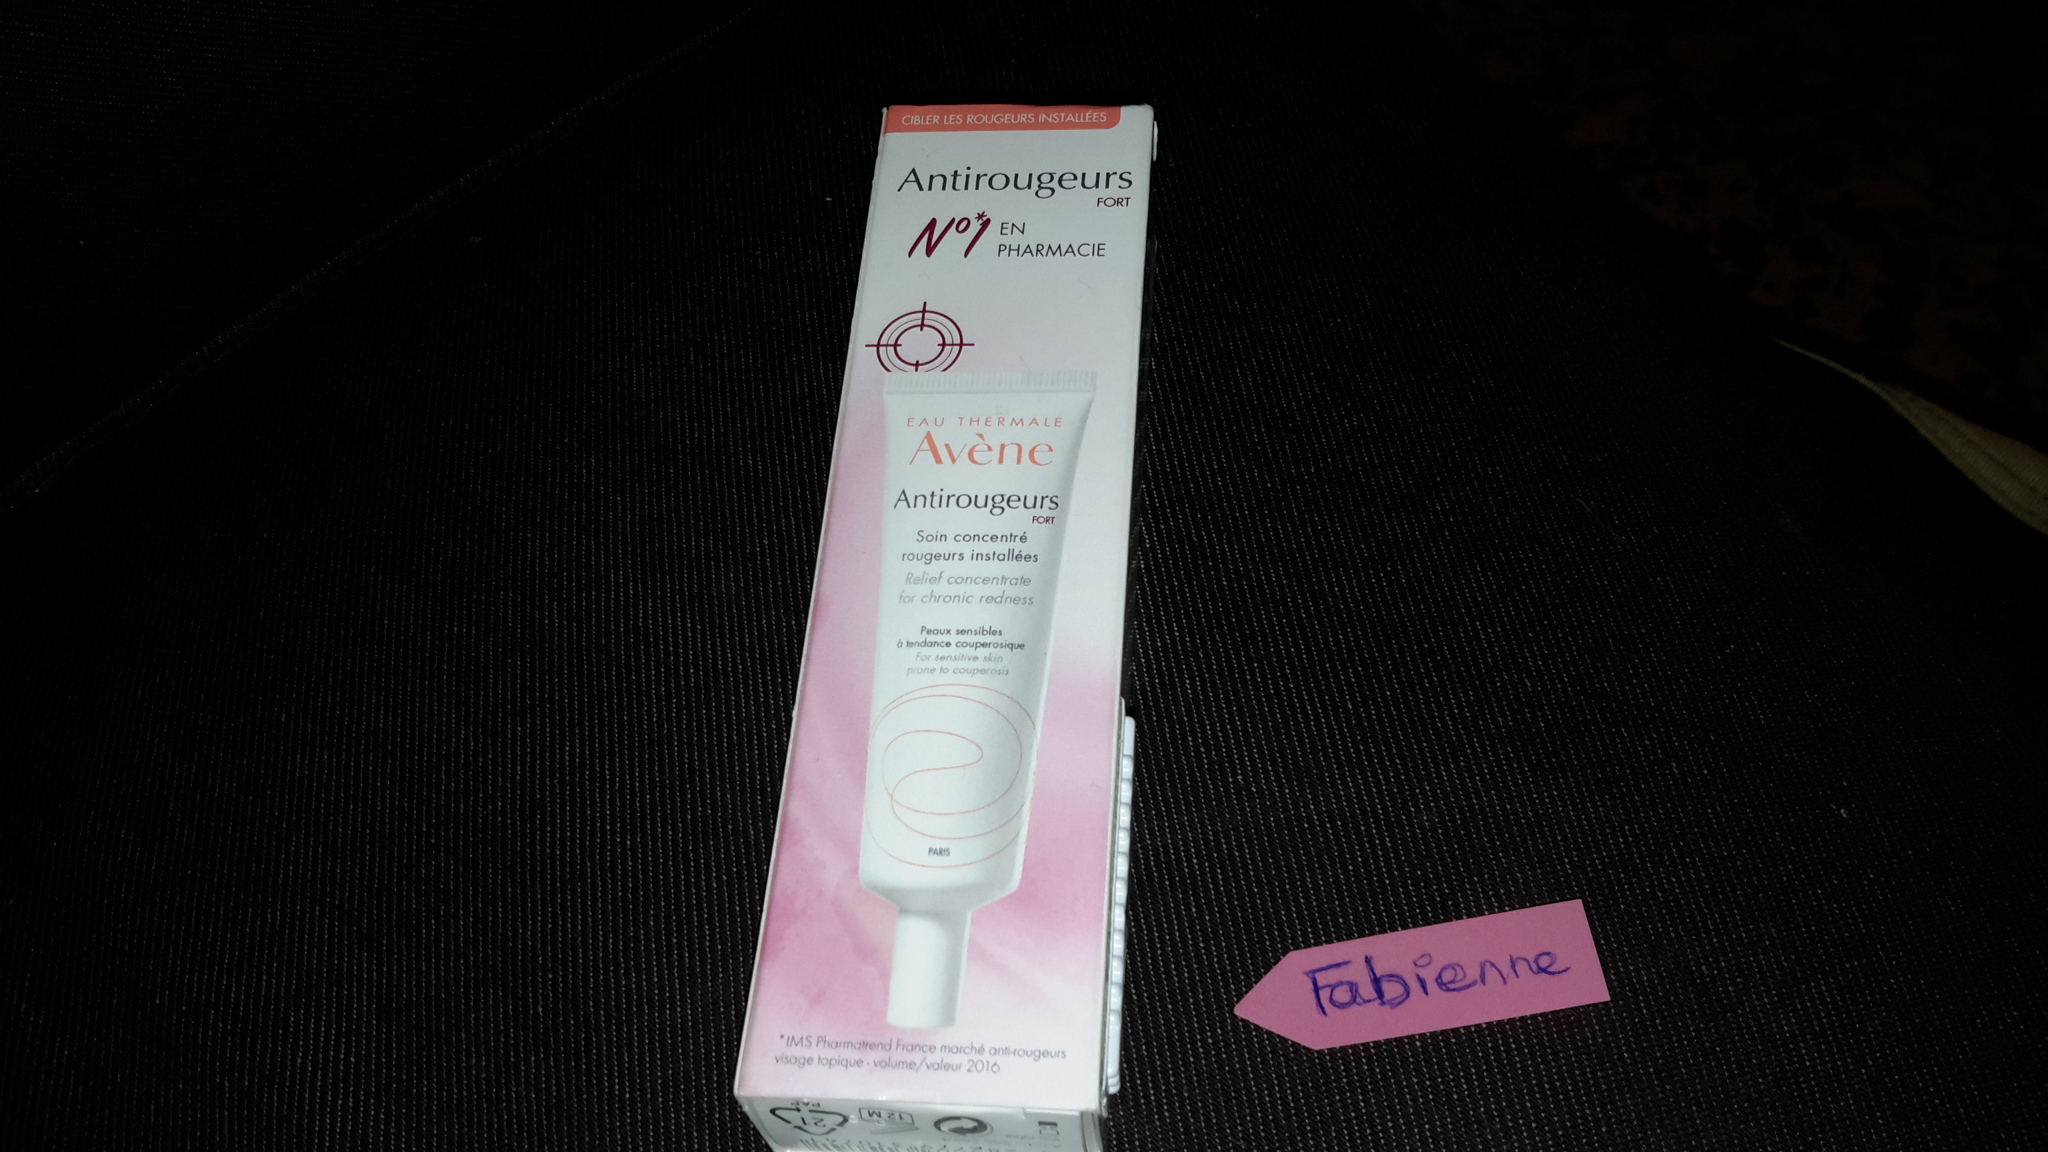 CIBLER LES ROUGEURS INSTALLÉES
Antirougeurs
FORT
N°1* EN
PHARMACIE
EAU THERMALE
Avène
Antirougeurs
FORT
Soin concentré
rougeurs installées
Relief concentrate
for chronic redness
Peaux sensibles
à tendance couperosique
For sensitive skin
prone to couperosis
PARIS
*IMS Pharmatrend France marché anti-rougeurs
visage topique - volume/valeur 2016
21
PAP
12M
Fabienne